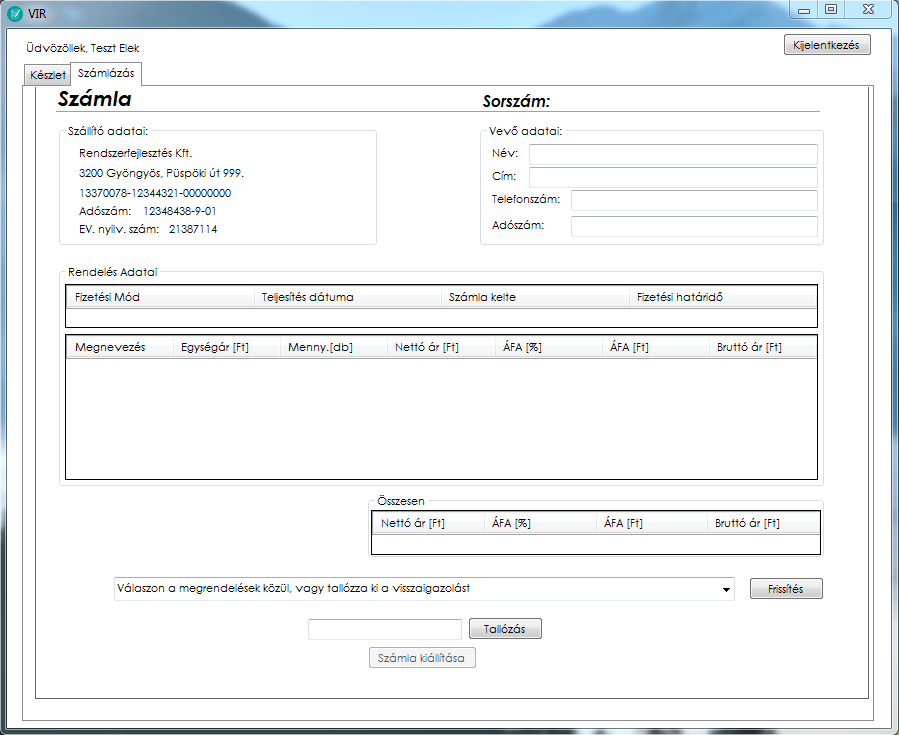 VIR
Üdvözöllek, Teszt Elek
Kijelentkezés
Készlet Számlázás
Számla Sorszám:
Szállító adatai:
Rendszerfejlesztés Kft.
3200 Gyöngyös, Püspöki út 999.
13370078-12344321-00000000
Adószám: 12348438-9-01
EV. nyilv. szám: 21387114
Vevő adatai:
Név:
Cím:
Telefonszám:
Adószám:
Rendelés Adatai
Fizetési Mód Teljesítés dátuma Számla kelte Fizetési határidő
Megnevezés Egységár [Ft] Menny.[db] Nettó ár [Ft] ÁFA [%] ÁFA [Ft] Bruttó ár [Ft]
Összesen
Nettó ár [Ft] ÁFA [%] ÁFA [Ft] Bruttó ár [Ft]
Válaszon a megrendelések közül, vagy tallózza ki a visszaigazolást Frissítés
Tallózás
Számla kiállítása